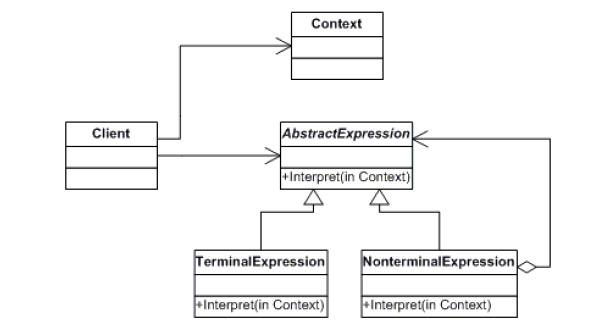 Context
Client
AbstractExpression
+Interpret(in Context)
TerminalExpression
+Interpret(in Context)
NonterminalExpression
+Interpret(in Context)